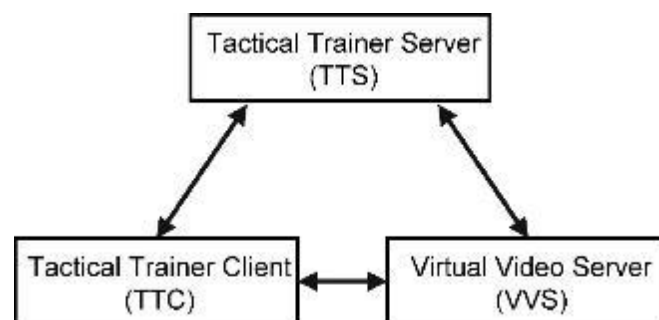 Tactical Trainer Server
(TTS)
Tactical Trainer Client
(TTC)
Virtual Video Server
(VVS)